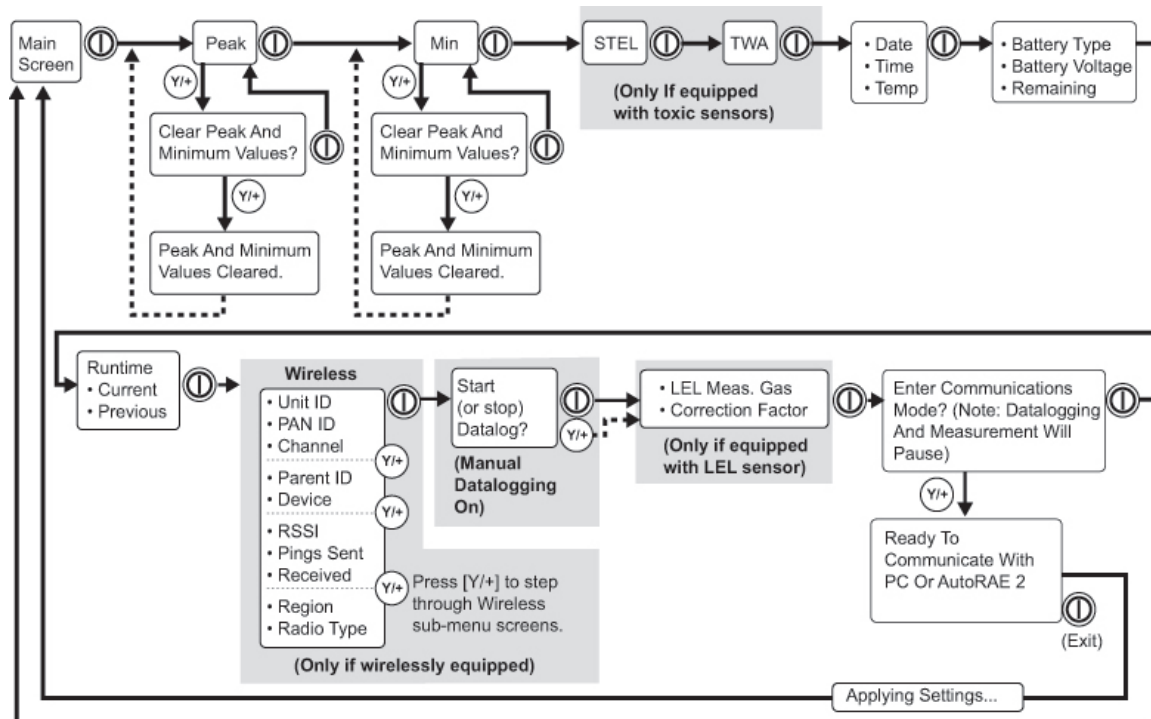 Main
Screen
Peak
Min
STEL
TWA
• Date
• Time
• Temp
• Battery Type
• Battery Voltage
• Remaining
Y/+
Y/+
(Only If equipped
with toxic sensors)
Clear Peak And
Minimum Values?
Clear Peak And
Minimum Values?
Y/+
Y/+
Peak And Minimum
Values Cleared.
Peak And Minimum
Values Cleared.
Runtime
• Current
• Previous
Wireless
• Unit ID
• PAN ID
• Channel
Y/+
• Parent ID
• Device
Y/+
• RSSI
• Pings Sent
• Received
Y/+
• Region
• Radio Type
Press [Y/+] to step
through Wireless
sub-menu screens.
(Only if wirelessly equipped)
Start
(or stop)
Datalog?
Y/+
(Manual
Datalogging
On)
• LEL Meas. Gas
• Correction Factor
(Only if equipped
with LEL sensor)
Enter Communications
Mode? (Note: Datalogging
And Measurement Will
Pause)
Y/+
Ready To
Communicate With
PC Or AutoRAE 2
(Exit)
Applying Settings...